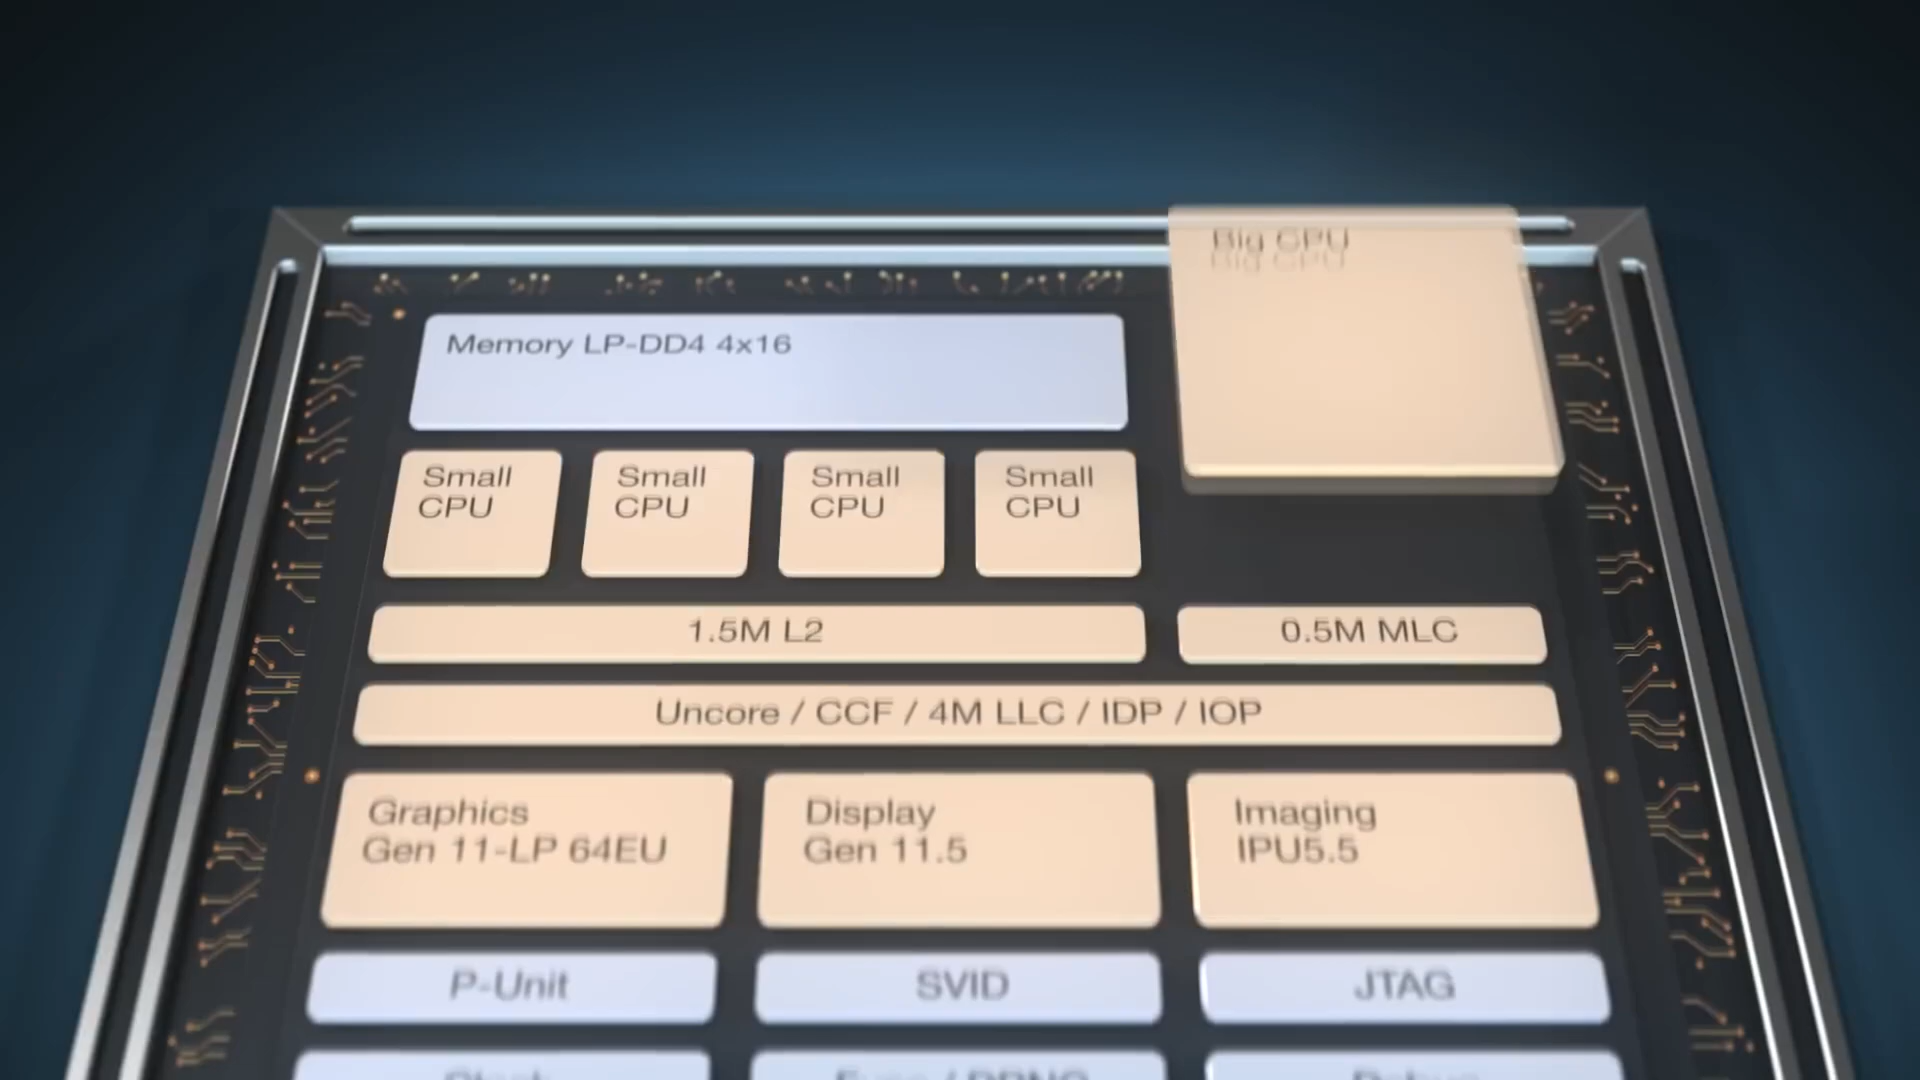 Big CPU
Memory LP-DD4 4x16
Small
CPU
Small
CPU
Small
CPU
Small
CPU
1.5M L2
0.5M MLC
Uncore / CCF / 4M LLC / IDP / IOP
Graphics
Gen 11-LP 64EU
Display
Gen 11.5
Imaging
IPU5.5
P-Unit
SVID
JTAG